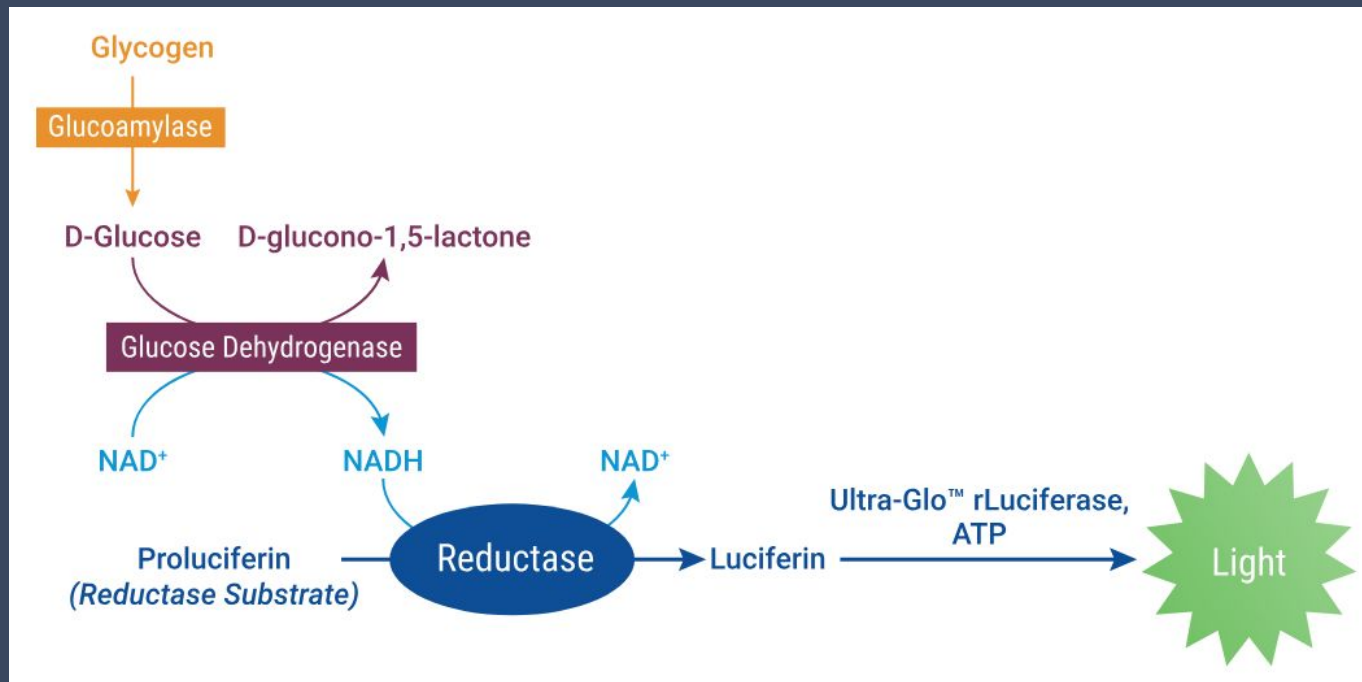 Glycogen
Glucoamylase
D-Glucose
D-glucono-1,5-lactone
Glucose Dehydrogenase
NAD⁺
NADH
NAD⁺
Proluciferin
(Reductase Substrate)
Reductase
Luciferin
Ultra-Glo™ rLuciferase,
ATP
Light